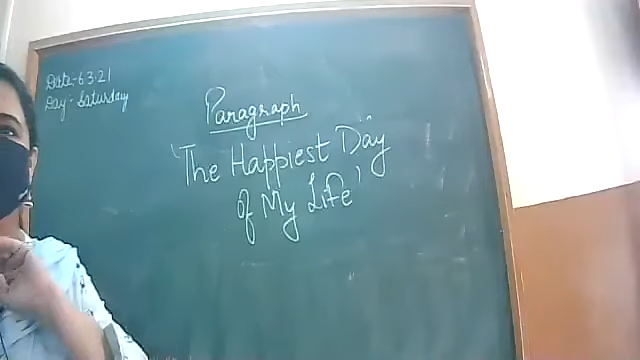 Date:-6.3.21
Day:- Saturday
Paragraph
'The Happiest Day
of My Life'